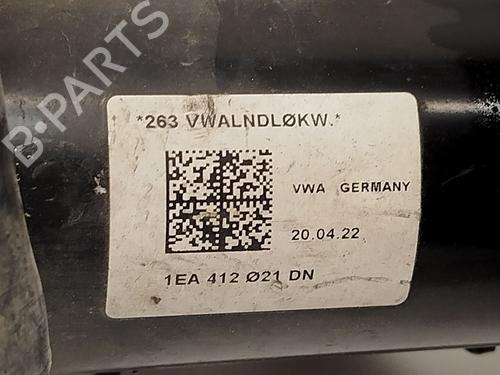 B-PARTS
*263 VWALNDLØKW.*
VWA GERMANY
20.04.22
1EA 412 Ø21 DN